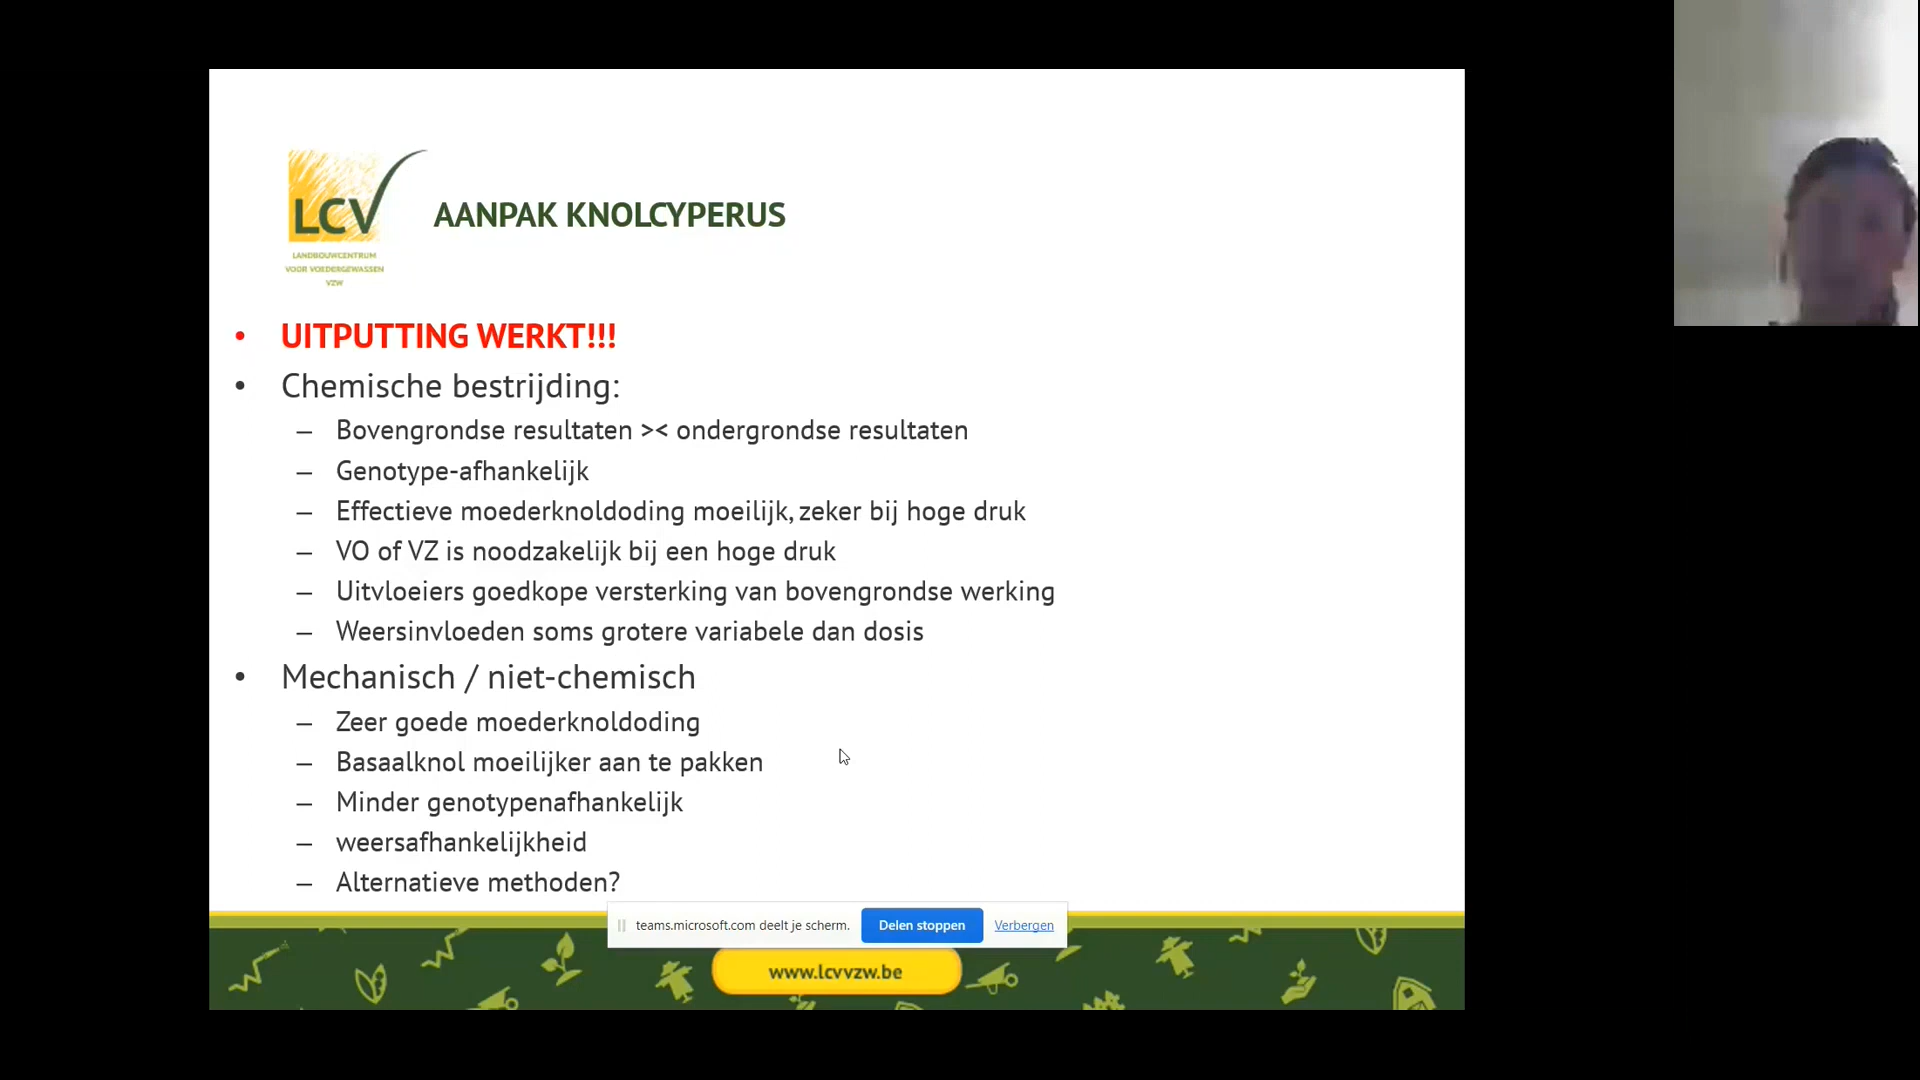 LCV
LANDBOUWCENTRUM
VOOR VOEDERGEWASSEN
VZW
AANPAK KNOLCYPERUS
• UITPUTTING WERKT!!!
• Chemische bestrijding:
– Bovengrondse resultaten >< ondergrondse resultaten
– Genotype-afhankelijk
– Effectieve moederknoldoding moeilijk, zeker bij hoge druk
– VO of VZ is noodzakelijk bij een hoge druk
– Uitvloeiers goedkope versterking van bovengrondse werking
– Weersinvloeden soms grotere variabele dan dosis
• Mechanisch / niet-chemisch
– Zeer goede moederknoldoding
– Basaalknol moeilijker aan te pakken
– Minder genotypenafhankelijk
– weersafhankelijkheid
– Alternatieve methoden?
teams.microsoft.com deelt je scherm. Delen stoppen Verbergen
www.lcvvzw.be